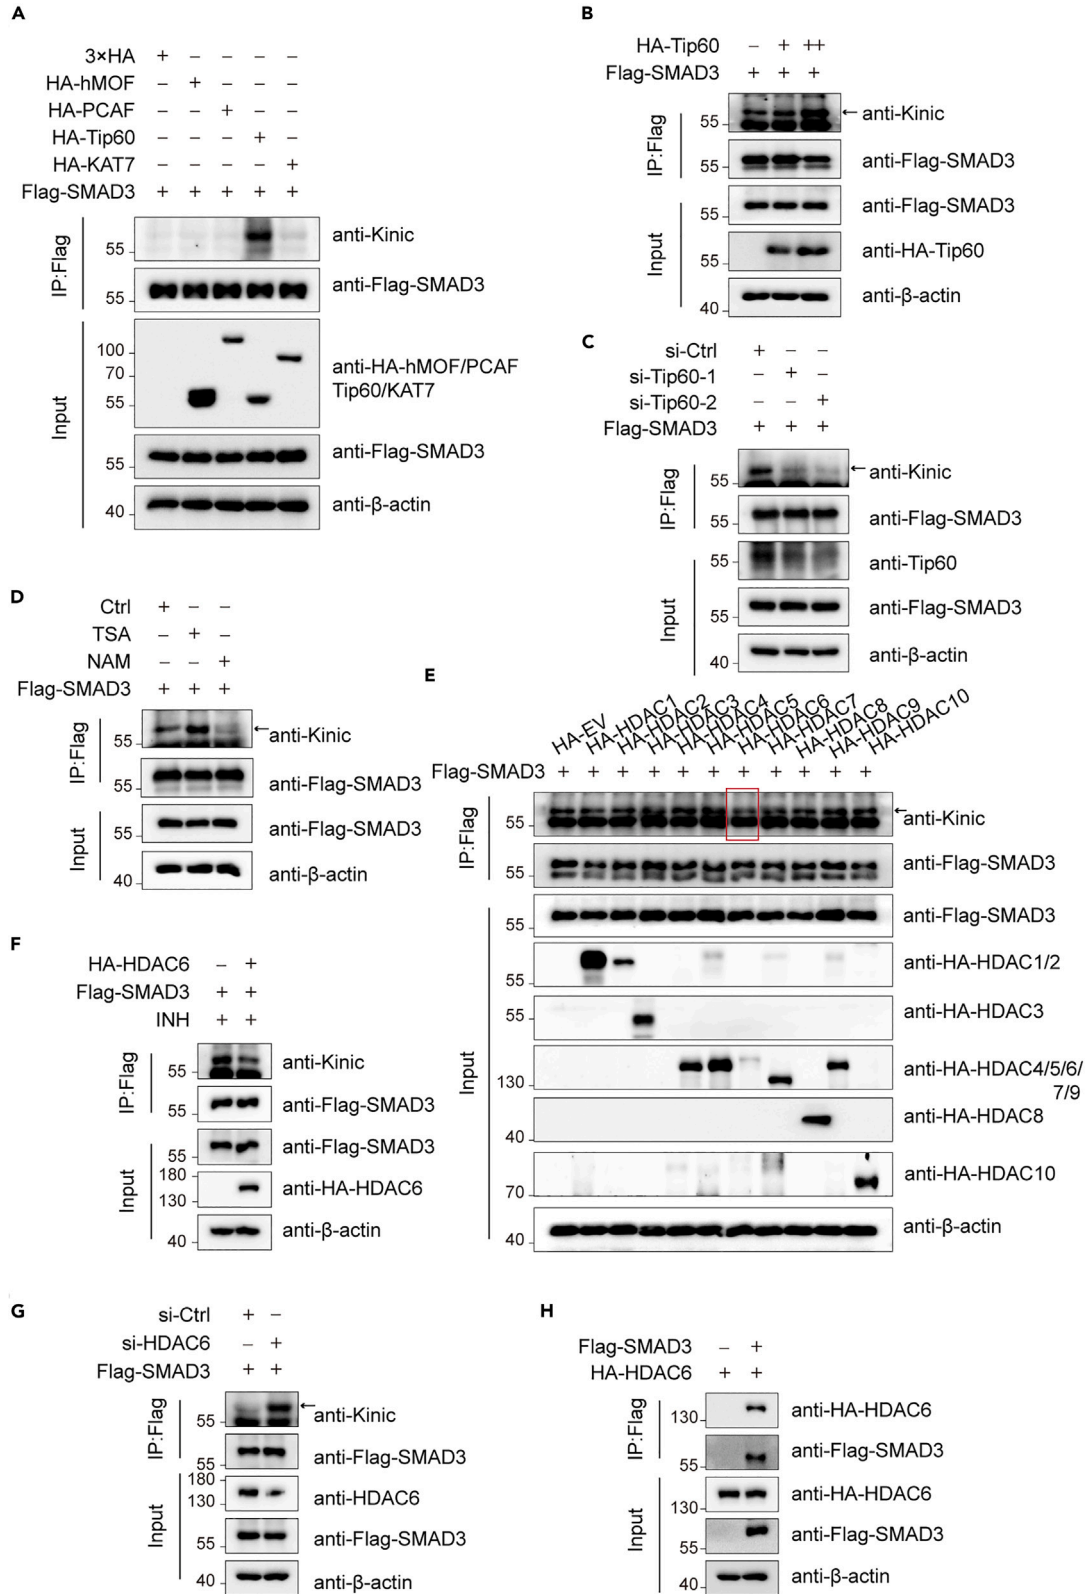 A
3×HA + – – – –
HA-hMOF – + – – –
HA-PCAF – – + – –
HA-Tip60 – – – + –
HA-KAT7 – – – – +
Flag-SMAD3 + + + + +
IP:Flag
55
anti-Kinic
55
anti-Flag-SMAD3
Input
100
70
55
anti-HA-hMOF/PCAF
Tip60/KAT7
55
anti-Flag-SMAD3
40
anti-β-actin
B
HA-Tip60 – + ++
Flag-SMAD3 + + +
IP:Flag
55
← anti-Kinic
55
anti-Flag-SMAD3
Input
55
anti-Flag-SMAD3
55
anti-HA-Tip60
40
anti-β-actin
C
si-Ctrl + – –
si-Tip60-1 – + –
si-Tip60-2 – – +
Flag-SMAD3 + + +
IP:Flag
55
← anti-Kinic
55
anti-Flag-SMAD3
Input
55
anti-Tip60
55
anti-Flag-SMAD3
40
anti-β-actin
D
Ctrl + – –
TSA – + –
NAM – – +
Flag-SMAD3 + + +
IP:Flag
55
← anti-Kinic
55
anti-Flag-SMAD3
Input
55
anti-Flag-SMAD3
40
anti-β-actin
E
HA-EV
HA-HDAC1
HA-HDAC2
HA-HDAC3
HA-HDAC4
HA-HDAC5
HA-HDAC6
HA-HDAC7
HA-HDAC8
HA-HDAC9
HA-HDAC10
Flag-SMAD3 + + + + + + + + + + +
IP:Flag
55
← anti-Kinic
55
anti-Flag-SMAD3
Input
55
anti-Flag-SMAD3
55
anti-HA-HDAC1/2
55
anti-HA-HDAC3
130
anti-HA-HDAC4/5/6/
7/9
40
anti-HA-HDAC8
70
anti-HA-HDAC10
40
anti-β-actin
F
HA-HDAC6 – +
Flag-SMAD3 + +
INH + +
IP:Flag
55
anti-Kinic
55
anti-Flag-SMAD3
Input
55
anti-Flag-SMAD3
180
130
anti-HA-HDAC6
40
anti-β-actin
G
si-Ctrl + –
si-HDAC6 – +
Flag-SMAD3 + +
IP:Flag
55
← anti-Kinic
55
anti-Flag-SMAD3
Input
180
130
anti-HDAC6
55
anti-Flag-SMAD3
40
anti-β-actin
H
Flag-SMAD3 – +
HA-HDAC6 + +
IP:Flag
130
anti-HA-HDAC6
55
anti-Flag-SMAD3
Input
130
anti-HA-HDAC6
55
anti-Flag-SMAD3
40
anti-β-actin